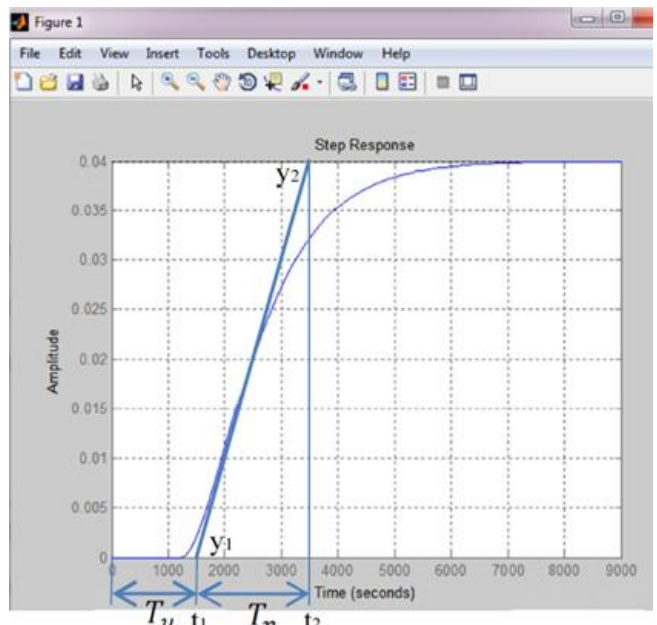 Figure 1
File Edit View Insert Tools Desktop Window Help
Step Response
0.04
0.035
0.03
0.025
0.02
0.015
0.01
0.005
0
Amplitude
y2
y1
0 1000 2000 3000 4000 5000 6000 7000 8000 9000
Time (seconds)
Tu t1 Tn t2